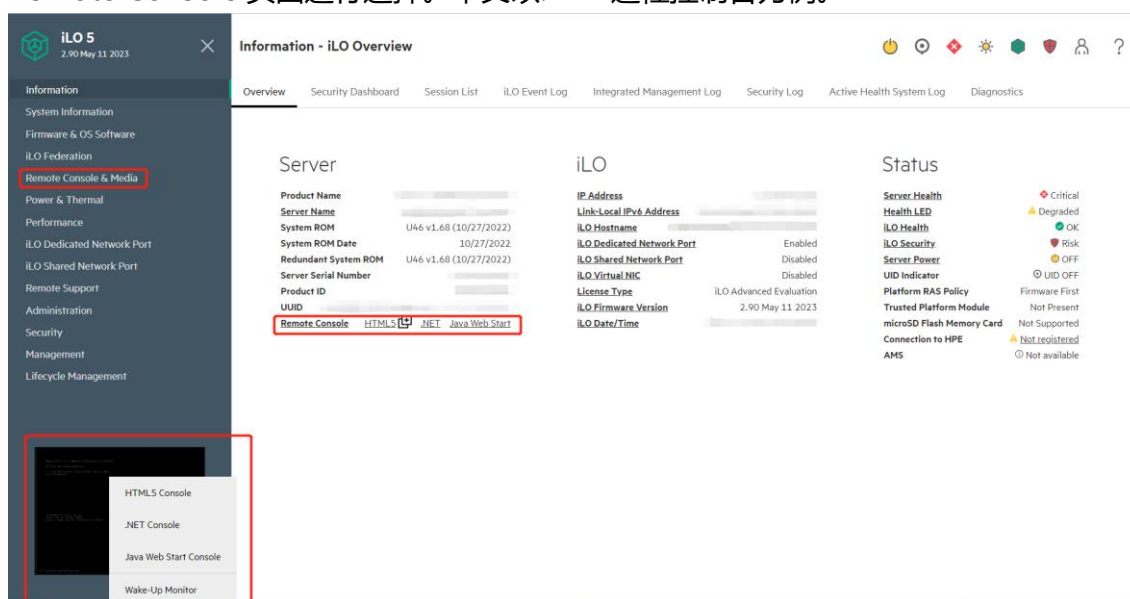 iLO 5
2.90 May 11 2023
Information - iLO Overview
Information
System Information
Firmware & OS Software
iLO Federation
Remote Console & Media
Power & Thermal
Performance
iLO Dedicated Network Port
iLO Shared Network Port
Remote Support
Administration
Security
Management
Lifecycle Management
HTML5 Console
.NET Console
Java Web Start Console
Wake-Up Monitor
Overview Security Dashboard Session List iLO Event Log Integrated Management Log Security Log Active Health System Log Diagnostics
Server
Product Name
Server Name
System ROM U46 v1.68 (10/27/2022)
System ROM Date 10/27/2022
Redundant System ROM U46 v1.68 (10/27/2022)
Server Serial Number
Product ID
UUID
Remote Console HTML5 .NET Java Web Start
iLO
IP Address
Link-Local IPv6 Address
iLO Hostname
iLO Dedicated Network Port Enabled
iLO Shared Network Port Disabled
iLO Virtual NIC Disabled
License Type iLO Advanced Evaluation
iLO Firmware Version 2.90 May 11 2023
iLO Date/Time
Status
Server Health Critical
Health LED Degraded
iLO Health OK
iLO Security Risk
Server Power OFF
UID Indicator UID OFF
Platform RAS Policy Firmware First
Trusted Platform Module Not Present
microSD Flash Memory Card Not Supported
Connection to HPE Not registered
AMS Not available